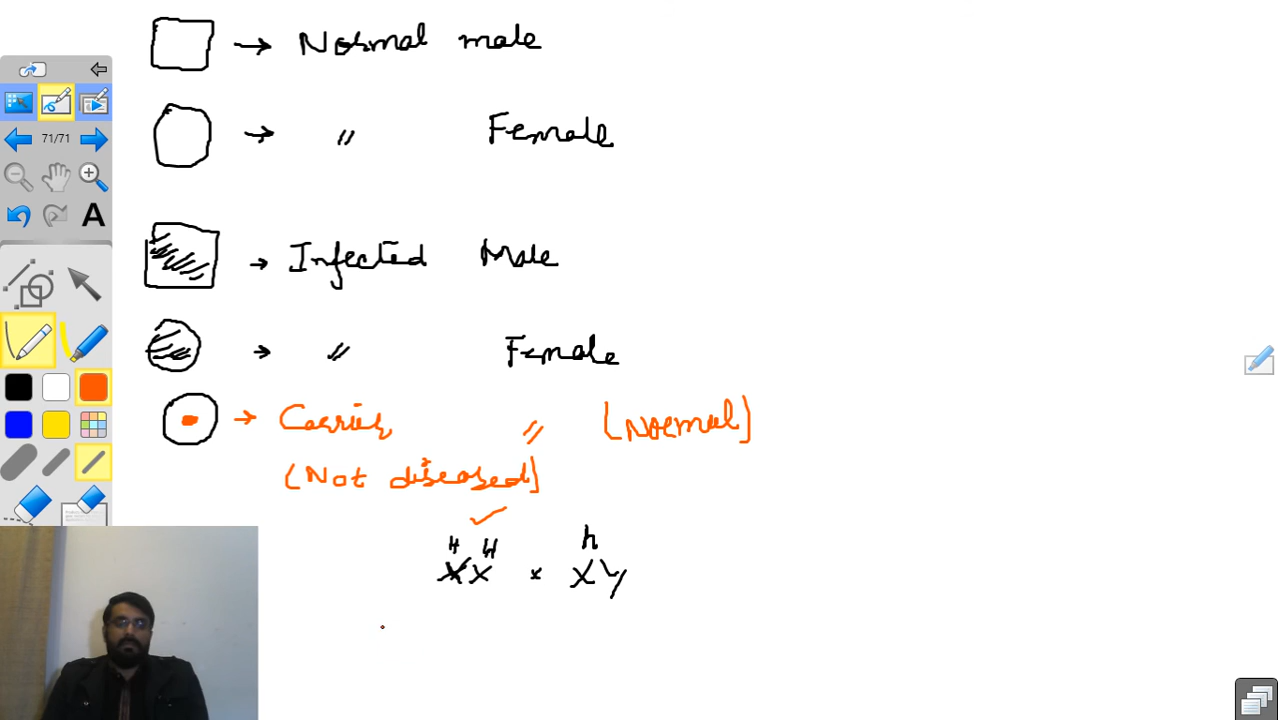 → Normal male
→ " Female
71/71
A
→ Infected Male
→ " Female
→ Carrier " [Normal]
(Not diseased]
H H h
XX × XY